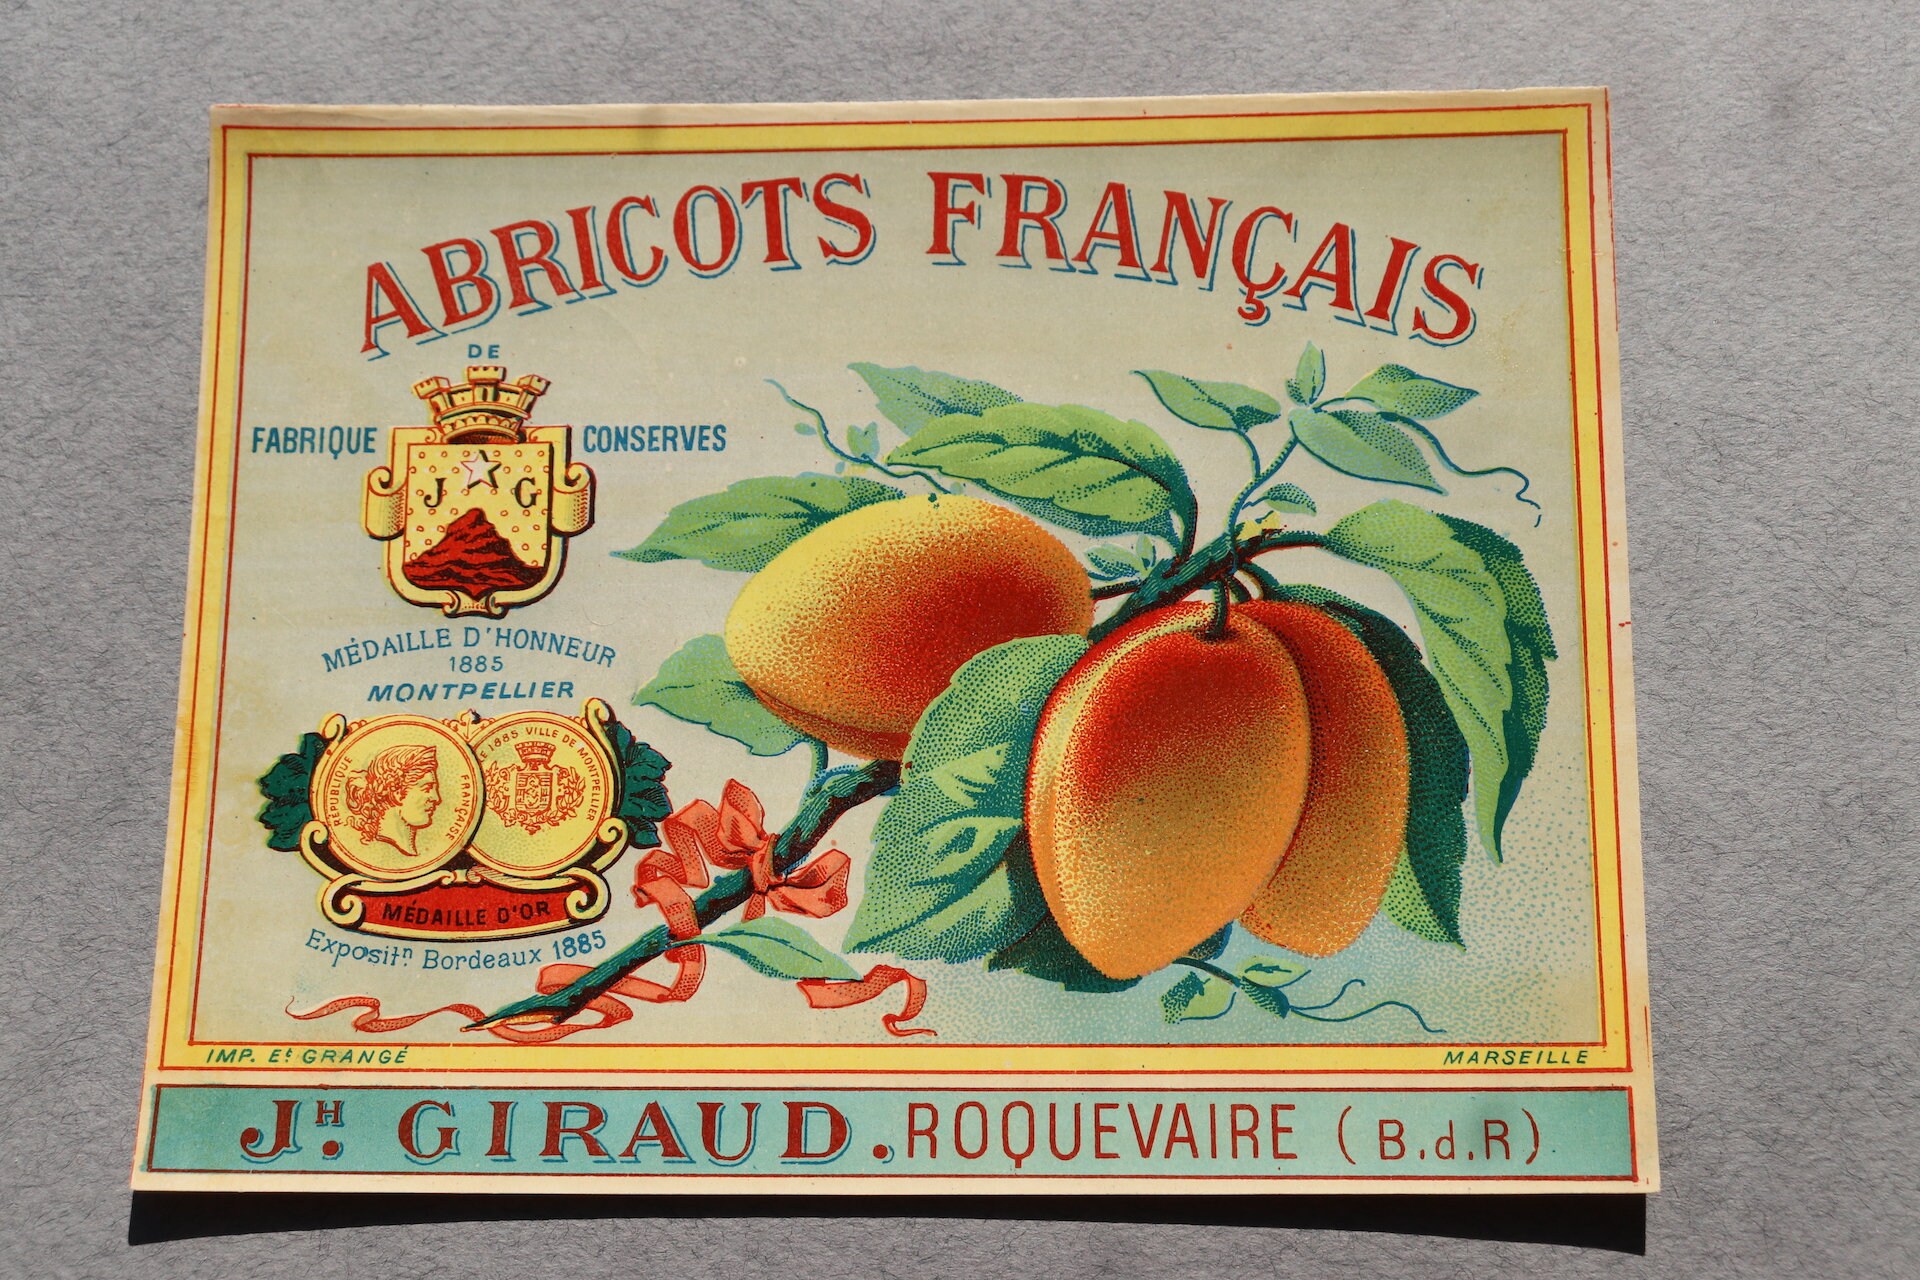 ABRICOTS FRANÇAIS
DE
FABRIQUE CONSERVES
J G
MÉDAILLE D'HONNEUR
1885
MONTPELLIER
RÉPUBLIQUE FRANÇAISE
1885 VILLE DE MONTPELLIER
MÉDAILLE D'OR
Expositn. Bordeaux 1885
IMP. Et GRANGÉ MARSEILLE
JH. GIRAUD. ROQUEVAIRE (B.d.R)